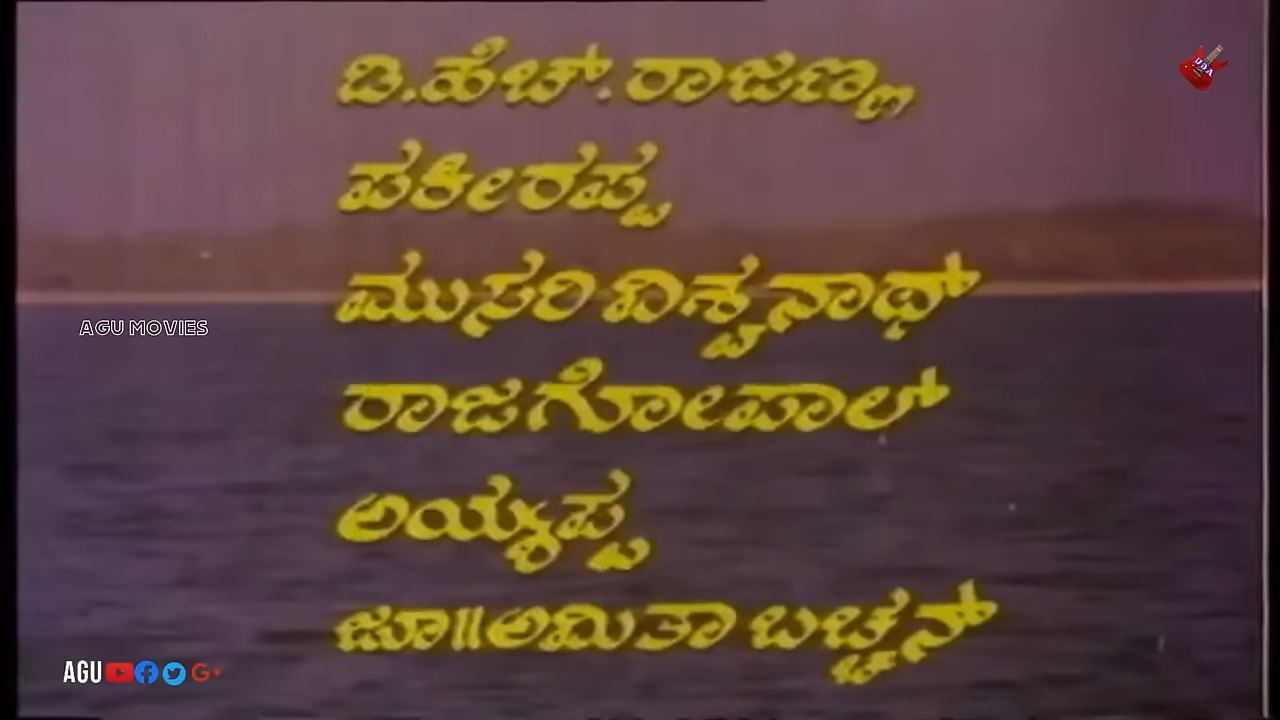 ಡಿ.ಹೆಚ್. ರಾಜಣ್ಣ
ಪಕೀರಪ್ಪ
ಮುಸರಿ ವಿಶ್ವನಾಥ್
AGU MOVIES
ರಾಜಗೋಪಾಲ್
ಅಯ್ಯಪ್ಪ
ಜೂ॥ಅಮಿತಾ ಬಚ್ಚನ್
AGU